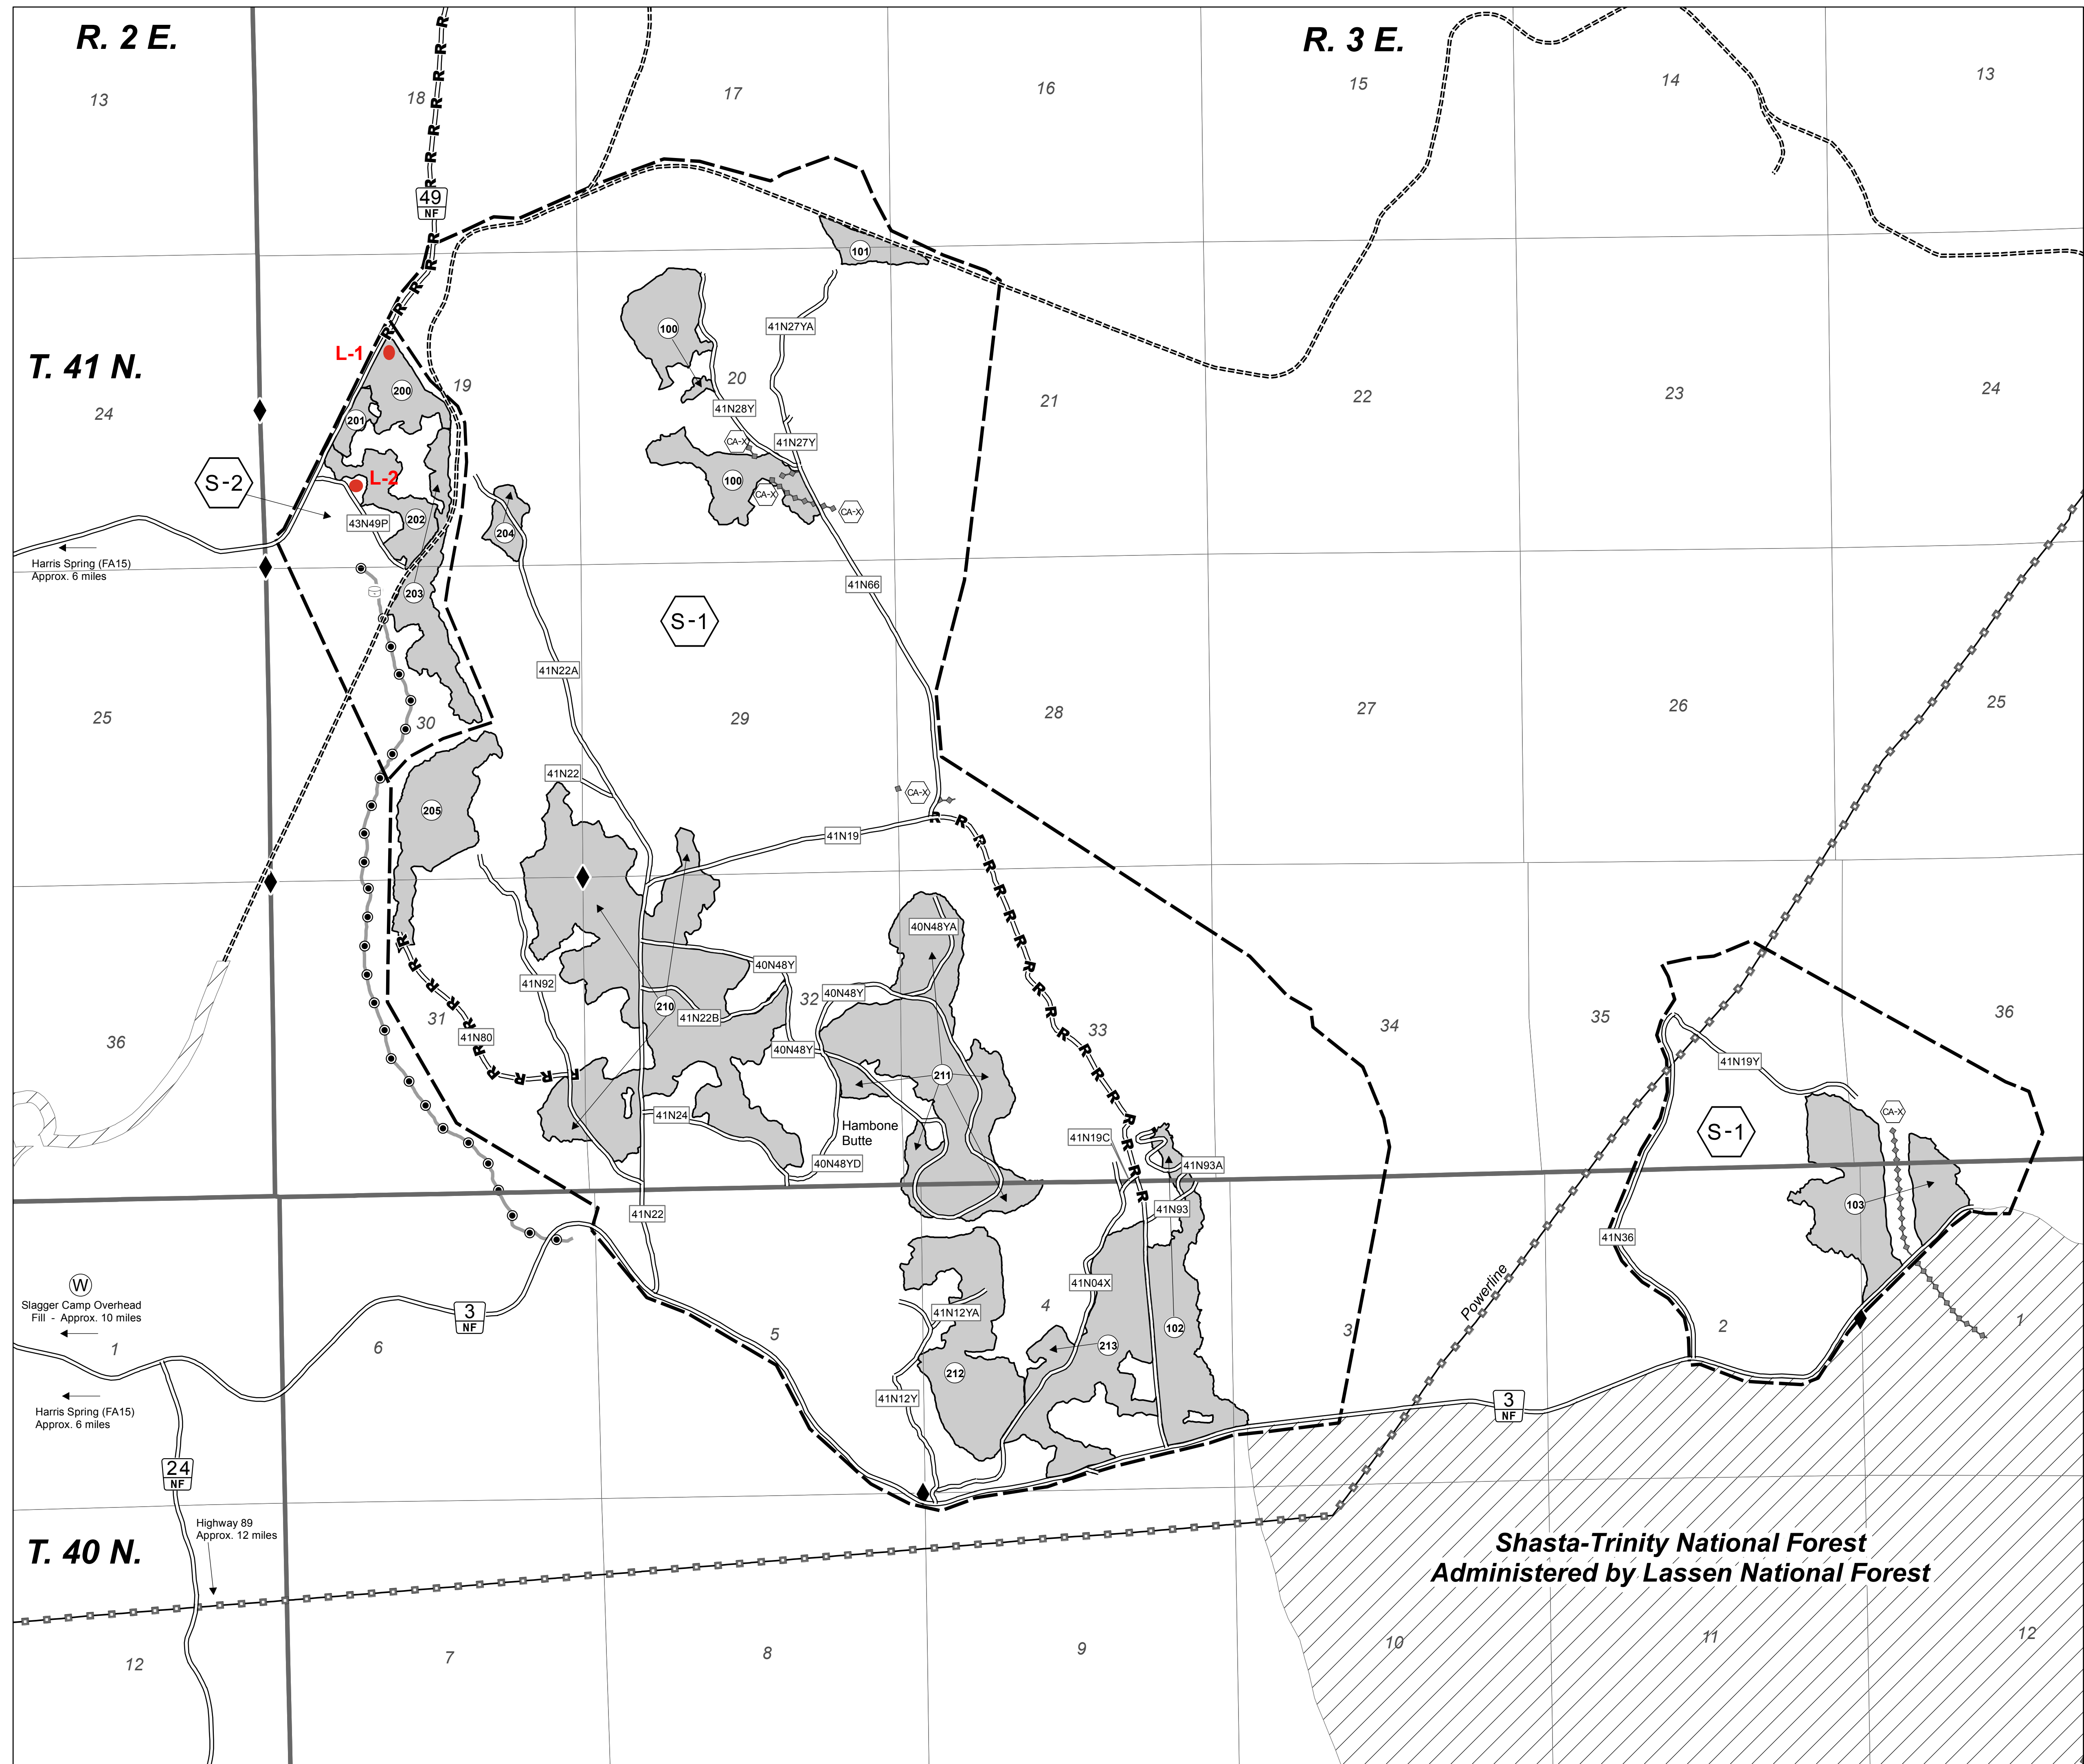 R. 2 E.
R. 3 E.
13
18
17
16
15
14
13
49
NF
101
T. 41 N.
L-1
100
41N27YA
19
20
200
24
201
41N28Y
21
22
23
24
CA-X
41N27Y
S-2
L-2
100
CA-X
CA-X
43N49P
202
204
Harris Spring (FA15)
Approx. 6 miles
203
41N66
S-1
41N22A
25
30
29
28
27
26
25
41N22
CA-X
205
41N19
40N48YA
40N48Y
41N92
32
40N48Y
210
41N22B
31
41N80
36
40N48Y
33
34
35
36
41N19Y
211
41N24
Hambone
Butte
41N19C
CA-X
S-1
40N48YD
41N93A
103
41N22
41N93
41N36
W
Slagger Camp Overhead
Fill - Approx. 10 miles
3
NF
41N04X
Powerline
41N12YA
4
102
1
6
5
213
3
2
1
212
41N12Y
3
NF
Harris Spring (FA15)
Approx. 6 miles
24
NF
Highway 89
Approx. 12 miles
T. 40 N.
Shasta-Trinity National Forest
Administered by Lassen National Forest
12
7
8
9
10
11
12
R R R R R R R R R R R R R
R R R R R R R R R
R R R R R R R R R R R R R R R R